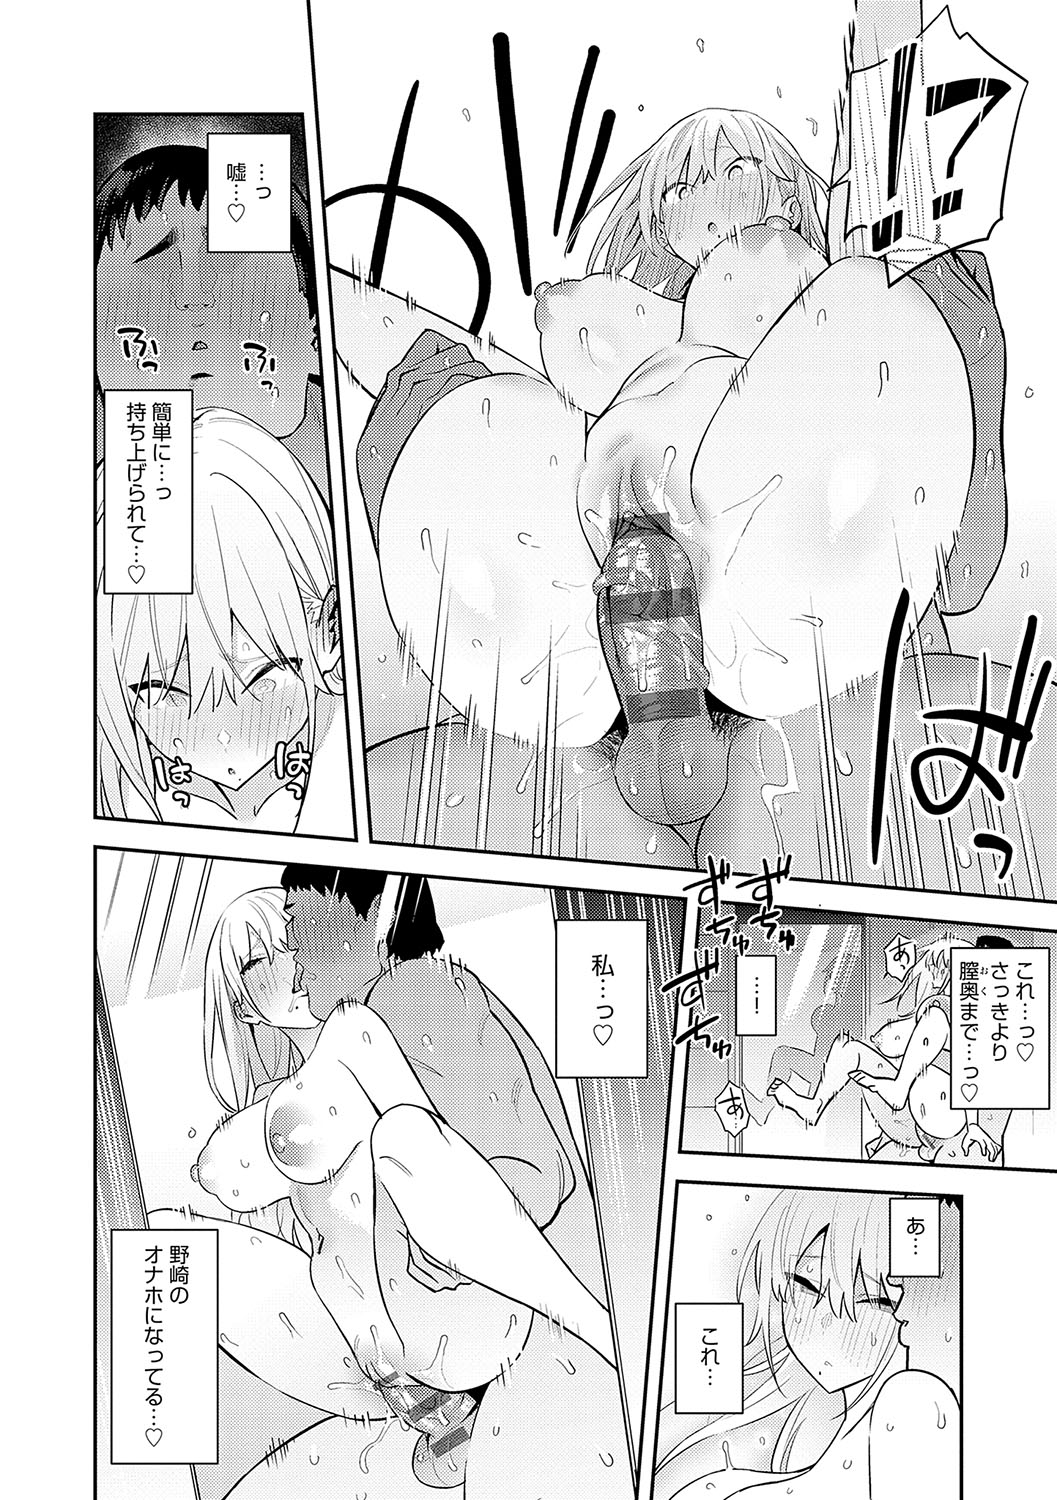 !?
ばっ
…っ
嘘…♡
ふっ
ふっ
簡単に…っ
持ち上げられて…♡
はっ
はっ
これ…っ♡
さっきより
膣奥まで…っ♡
おく
あっ
…!
あ…
ずちゅ
ずちゅ
あ…
これ…
私…っ♡
野崎の
オナホになってる…♡